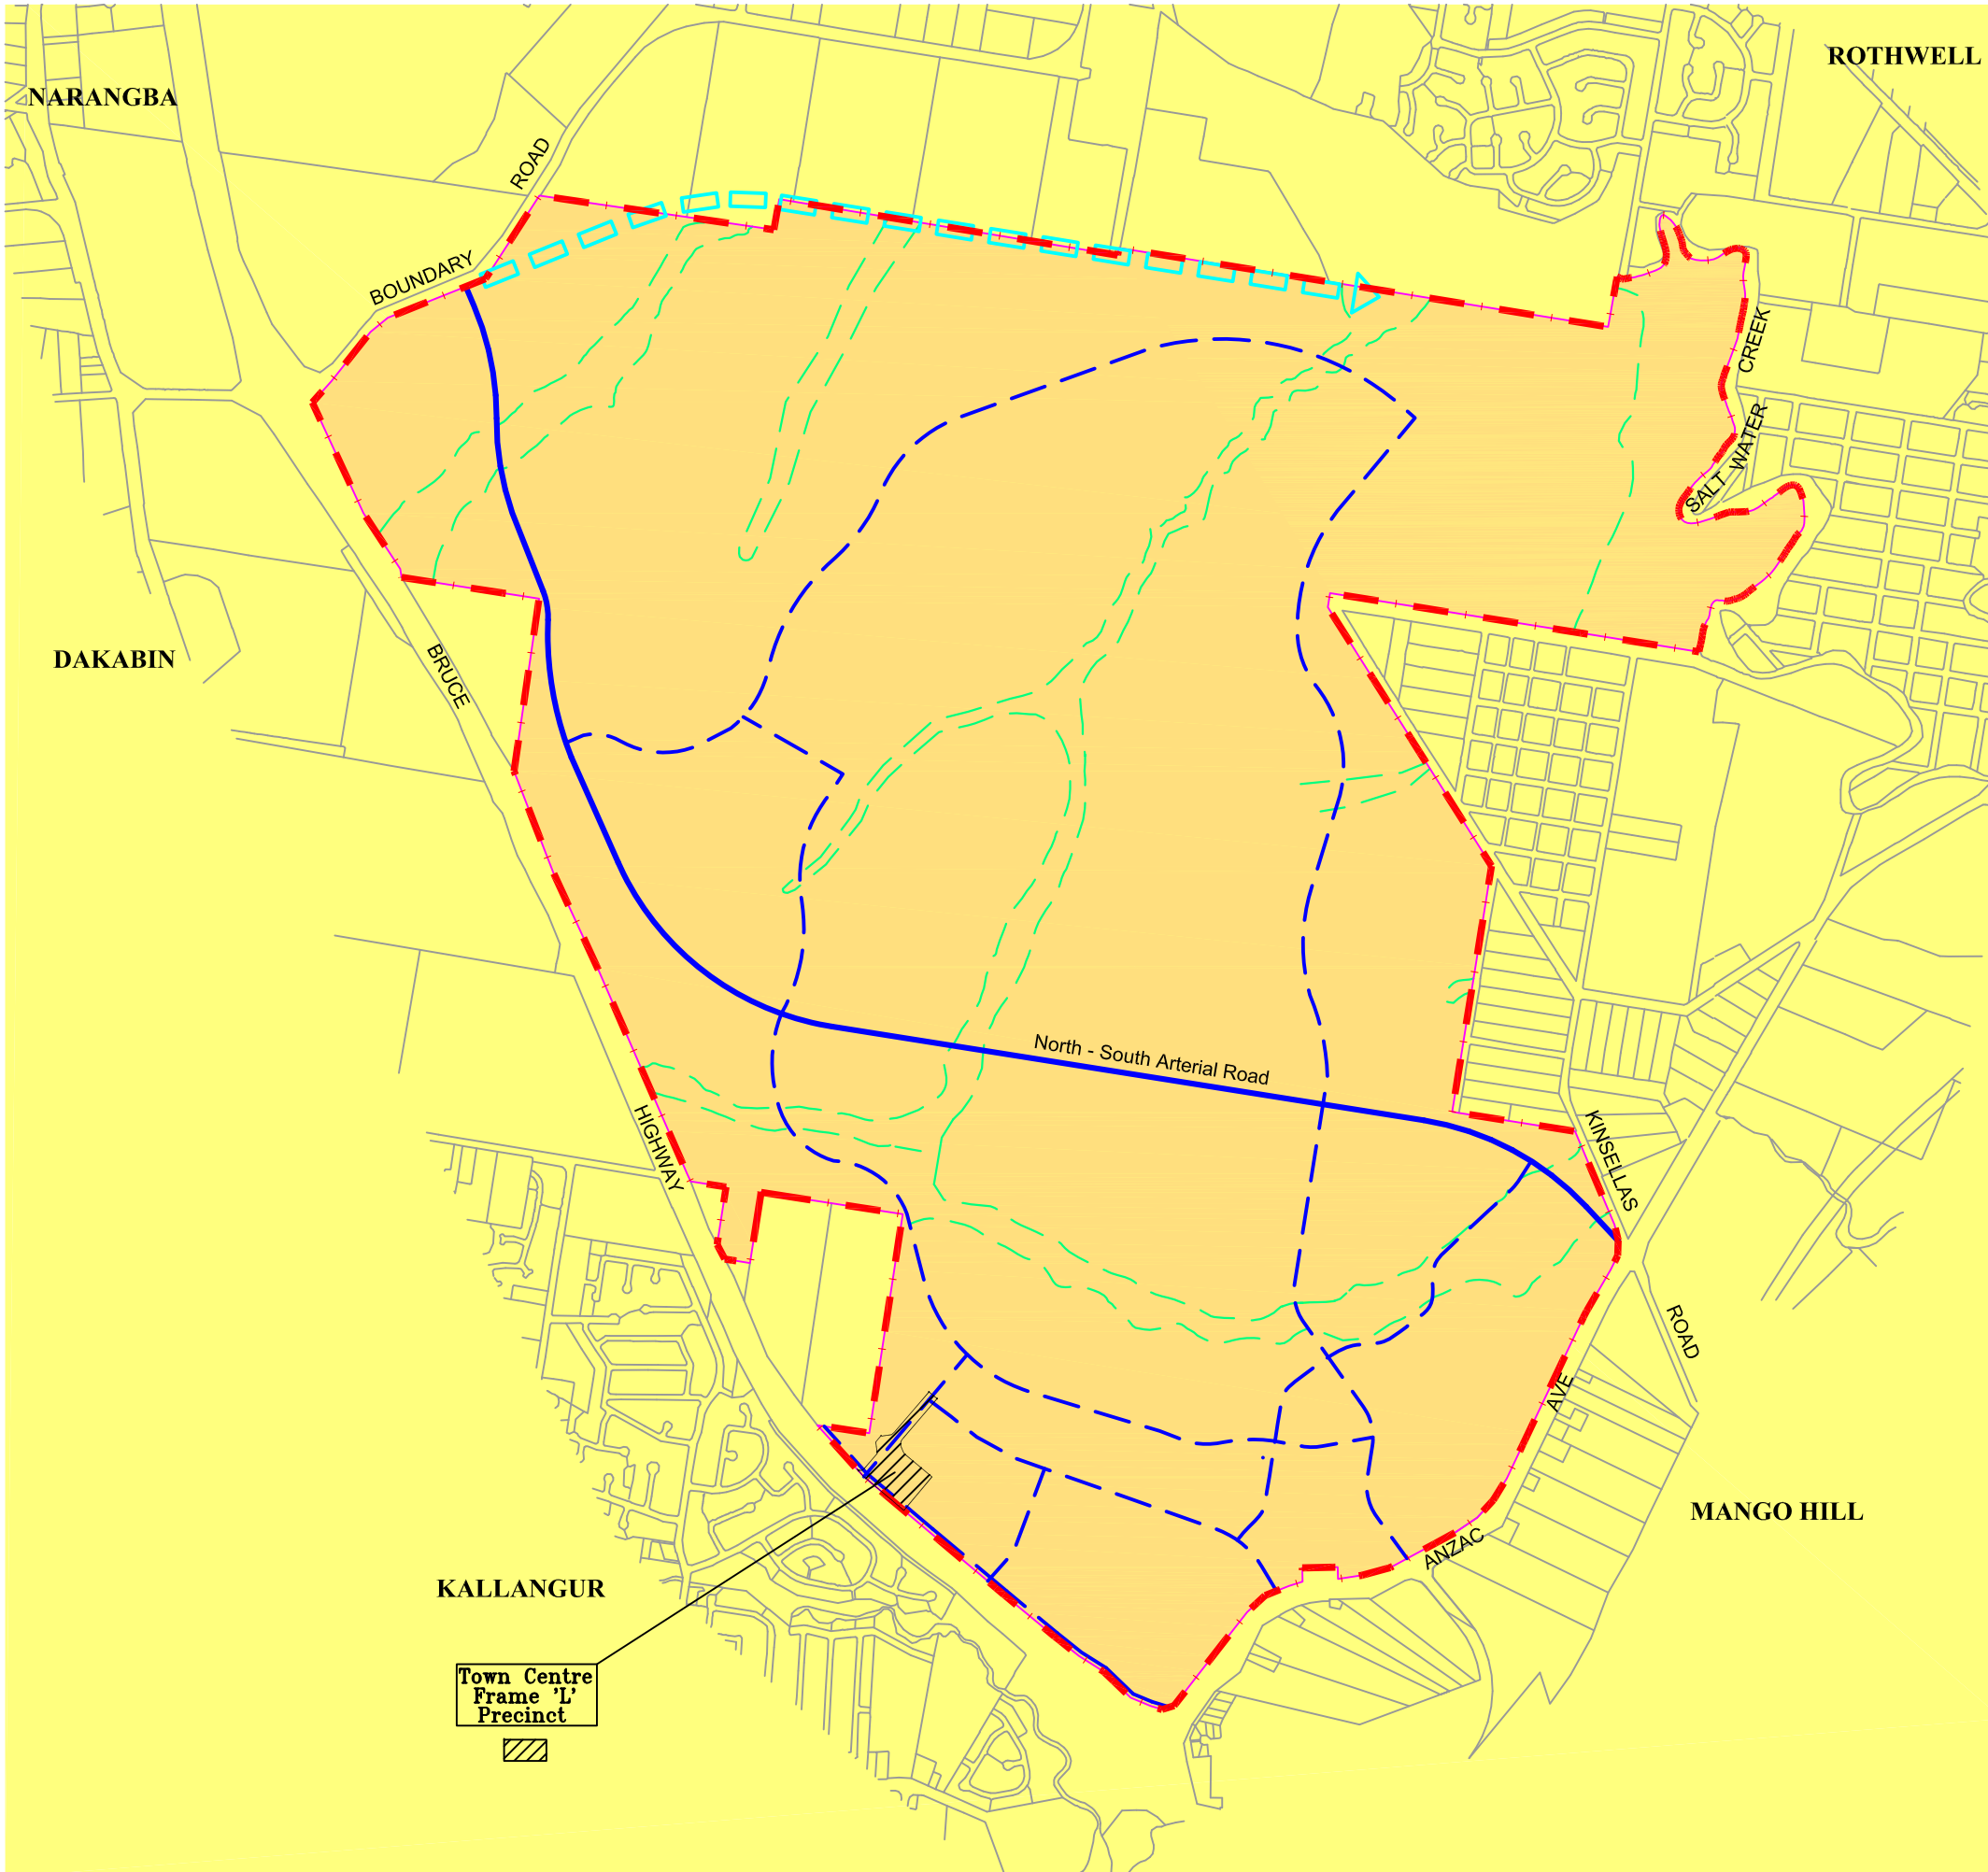 ROTHWELL
NARANGBA
ROAD
BOUNDARY
CREEK
SALT WATER
DAKABIN
BRUCE
North - South Arterial Road
HIGHWAY
KINSELLAS
ROAD
AVE
ANZAC
MANGO HILL
KALLANGUR
Town Centre
Frame 'L'
Precinct